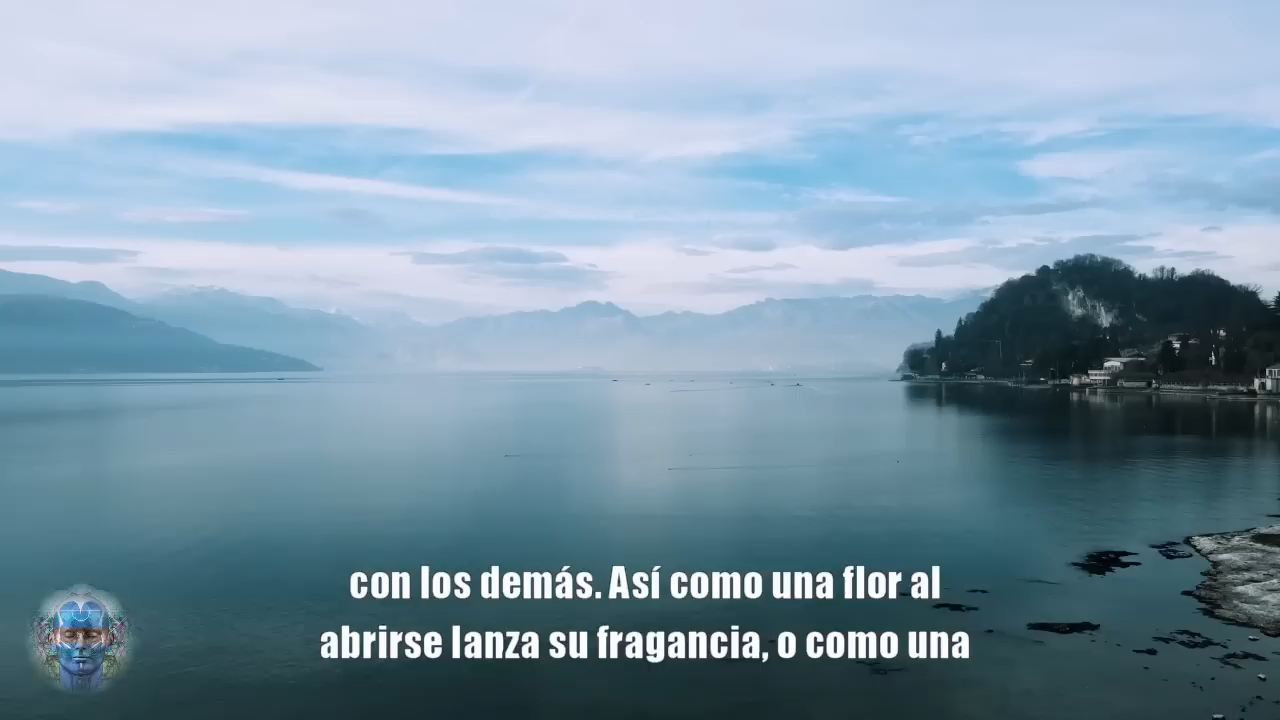 con los demás. Así como una flor al
abrirse lanza su fragancia, o como una